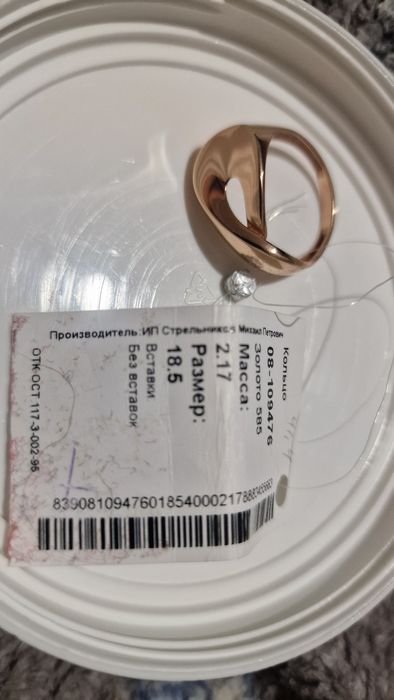 Производитель: ИП Стрельников Михаил Петрович
Кольцо
08-109476
Золото 585
Масса:
2.17
Размер:
18.5
Вставки:
Без вставок
ОТК ОСТ 117-3-002-95
83908109476018540002178